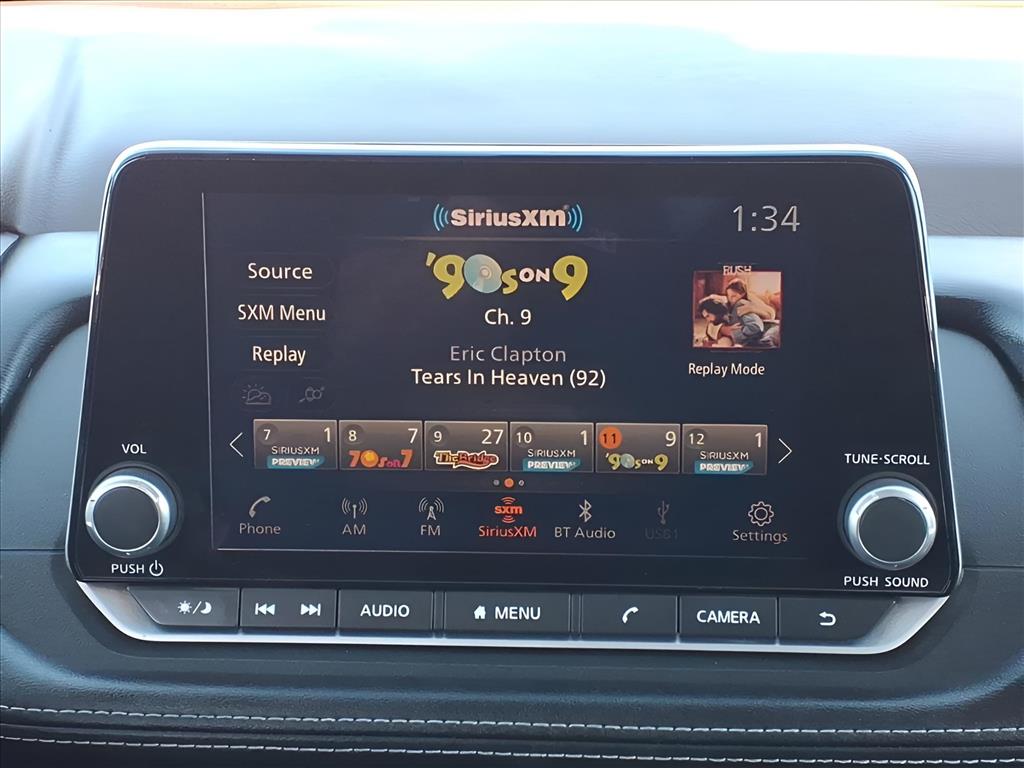 SiriusXM
1:34
Source
'90s ON 9
RUSH
SXM Menu
Ch. 9
Replay
Eric Clapton
Replay Mode
Tears In Heaven (92)
7 1 8 7 9 27 10 1 11 9 12 1
SIRIUSXM PREVIEW 70s on 7 The Bridge SIRIUSXM PREVIEW '90s ON 9 SIRIUSXM PREVIEW
VOL
TUNE·SCROLL
sxm
Phone AM FM SiriusXM BT Audio USB1 Settings
PUSH
PUSH SOUND
AUDIO MENU CAMERA